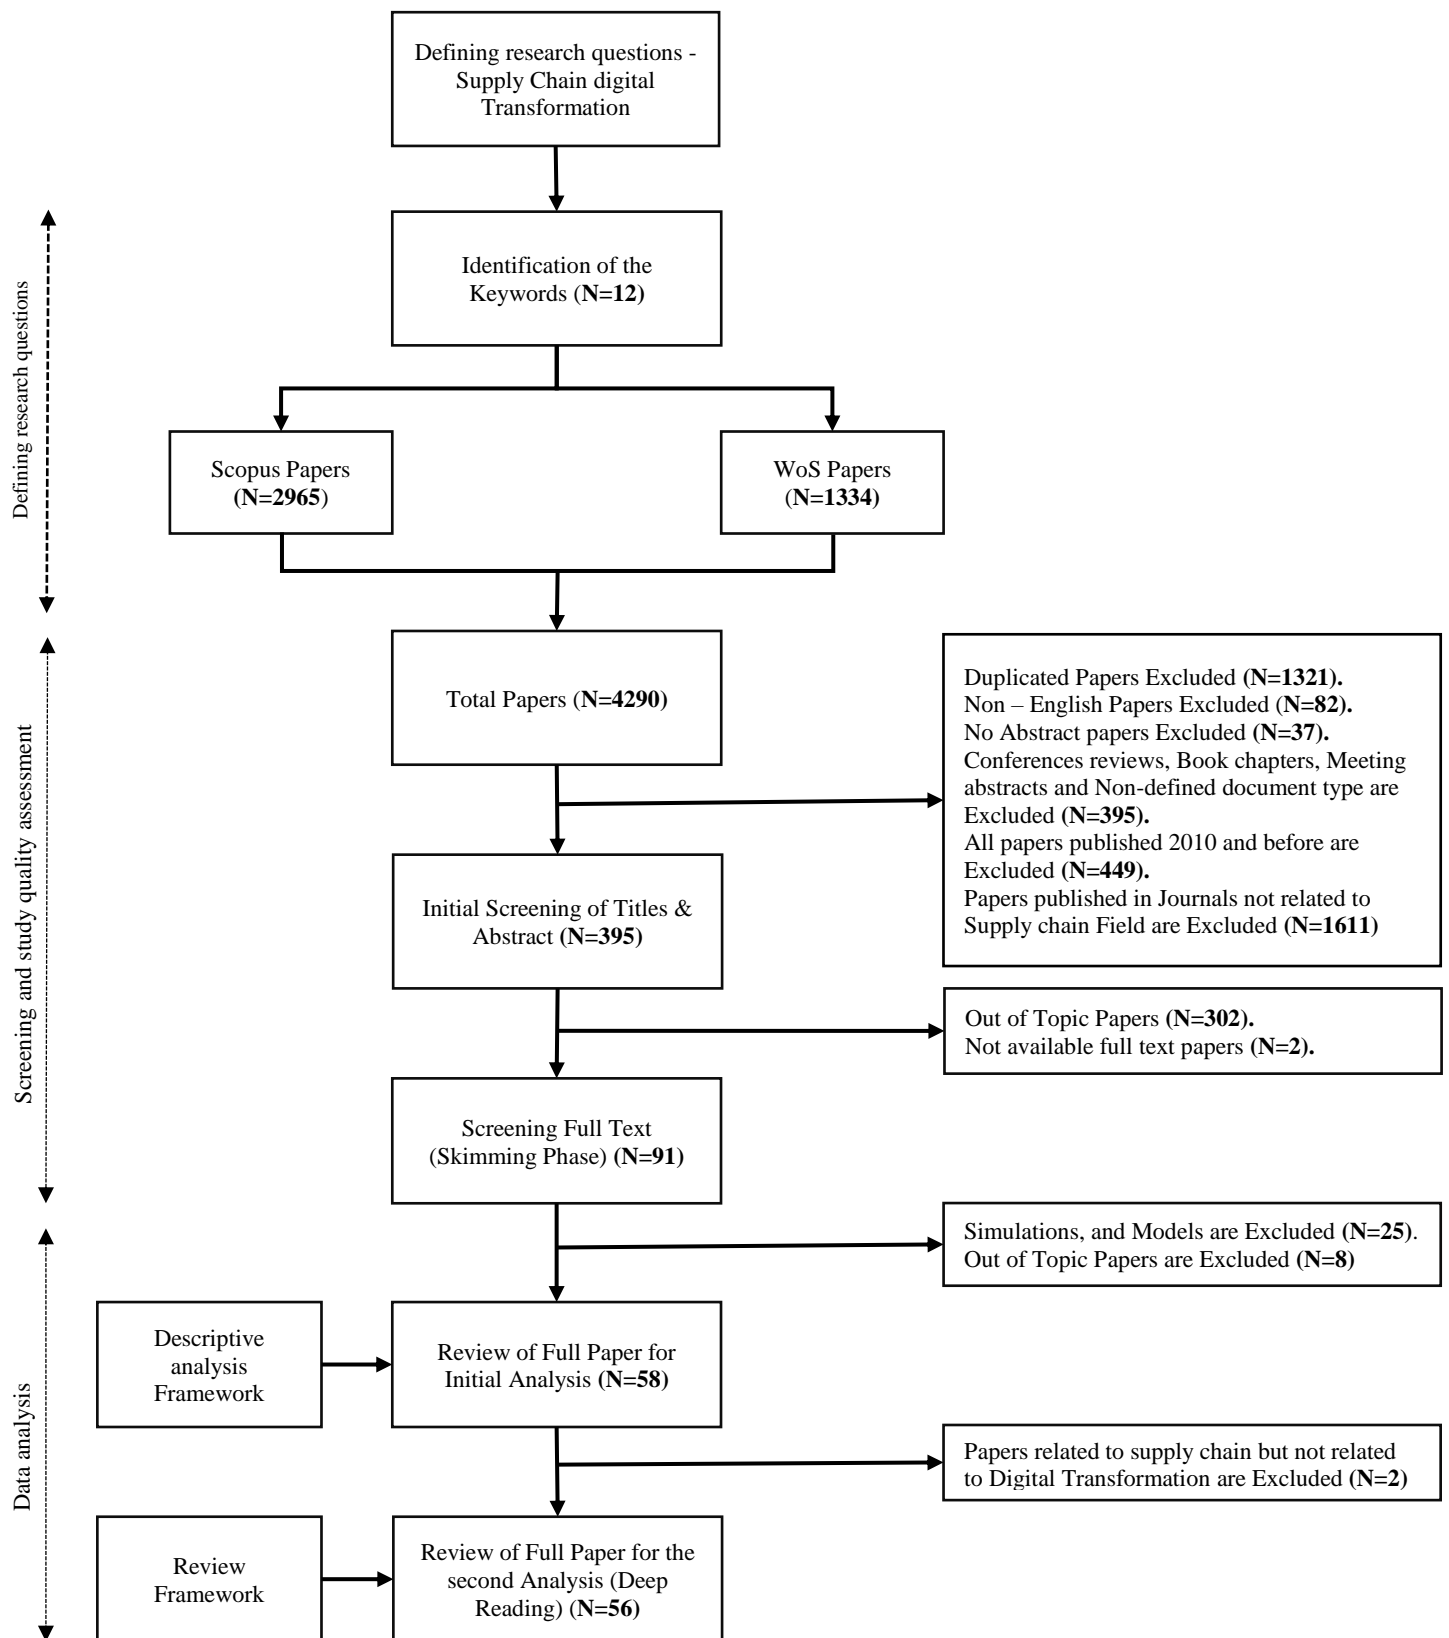 Defining research questions -
Supply Chain digital
Transformation
Defining research questions
Identification of the
Keywords (N=12)
Scopus Papers
(N=2965)
WoS Papers
(N=1334)
Screening and study quality assessment
Total Papers (N=4290)
Duplicated Papers Excluded (N=1321).
Non – English Papers Excluded (N=82).
No Abstract papers Excluded (N=37).
Conferences reviews, Book chapters, Meeting
abstracts and Non-defined document type are
Excluded (N=395).
All papers published 2010 and before are
Excluded (N=449).
Papers published in Journals not related to
Supply chain Field are Excluded (N=1611)
Initial Screening of Titles &
Abstract (N=395)
Out of Topic Papers (N=302).
Not available full text papers (N=2).
Screening Full Text
(Skimming Phase) (N=91)
Simulations, and Models are Excluded (N=25).
Out of Topic Papers are Excluded (N=8)
Data analysis
Descriptive
analysis
Framework
Review of Full Paper for
Initial Analysis (N=58)
Papers related to supply chain but not related
to Digital Transformation are Excluded (N=2)
Review
Framework
Review of Full Paper for the
second Analysis (Deep
Reading) (N=56)